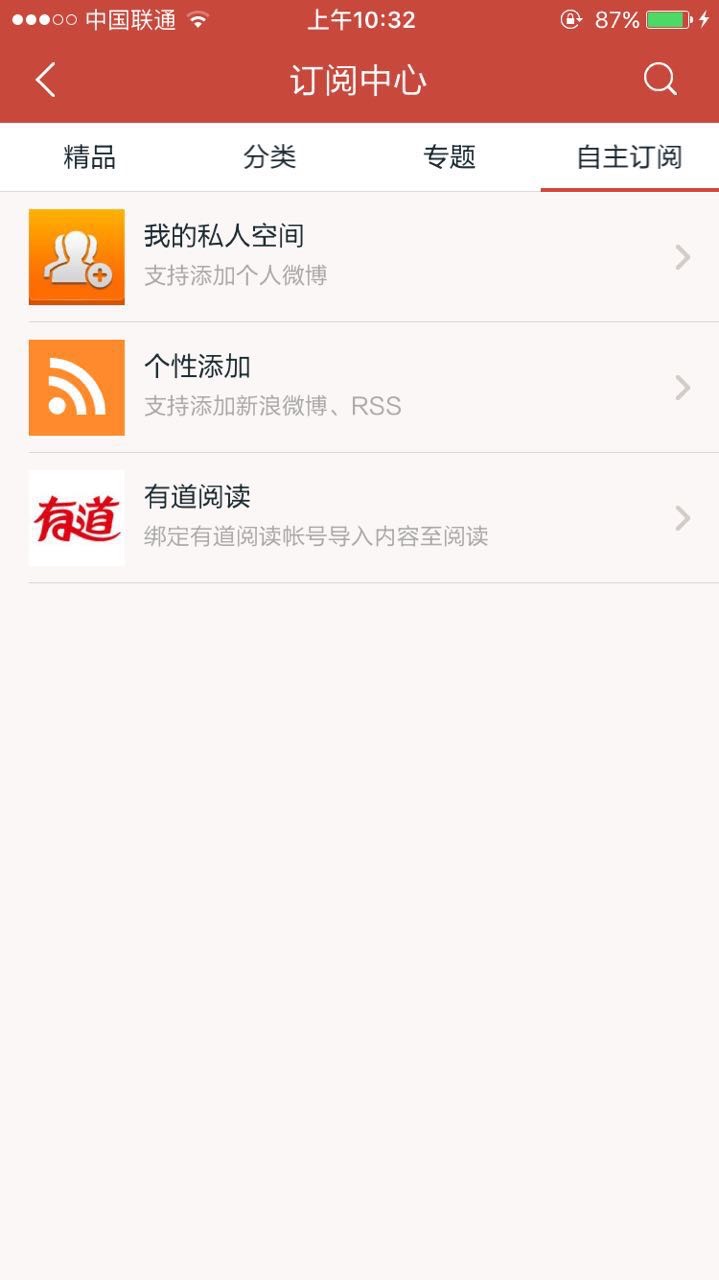 中国联通 上午10:32 87%
订阅中心
精品 分类 专题 自主订阅
我的私人空间
支持添加个人微博
个性添加
支持添加新浪微博、RSS
有道
有道阅读
绑定有道阅读帐号导入内容至阅读